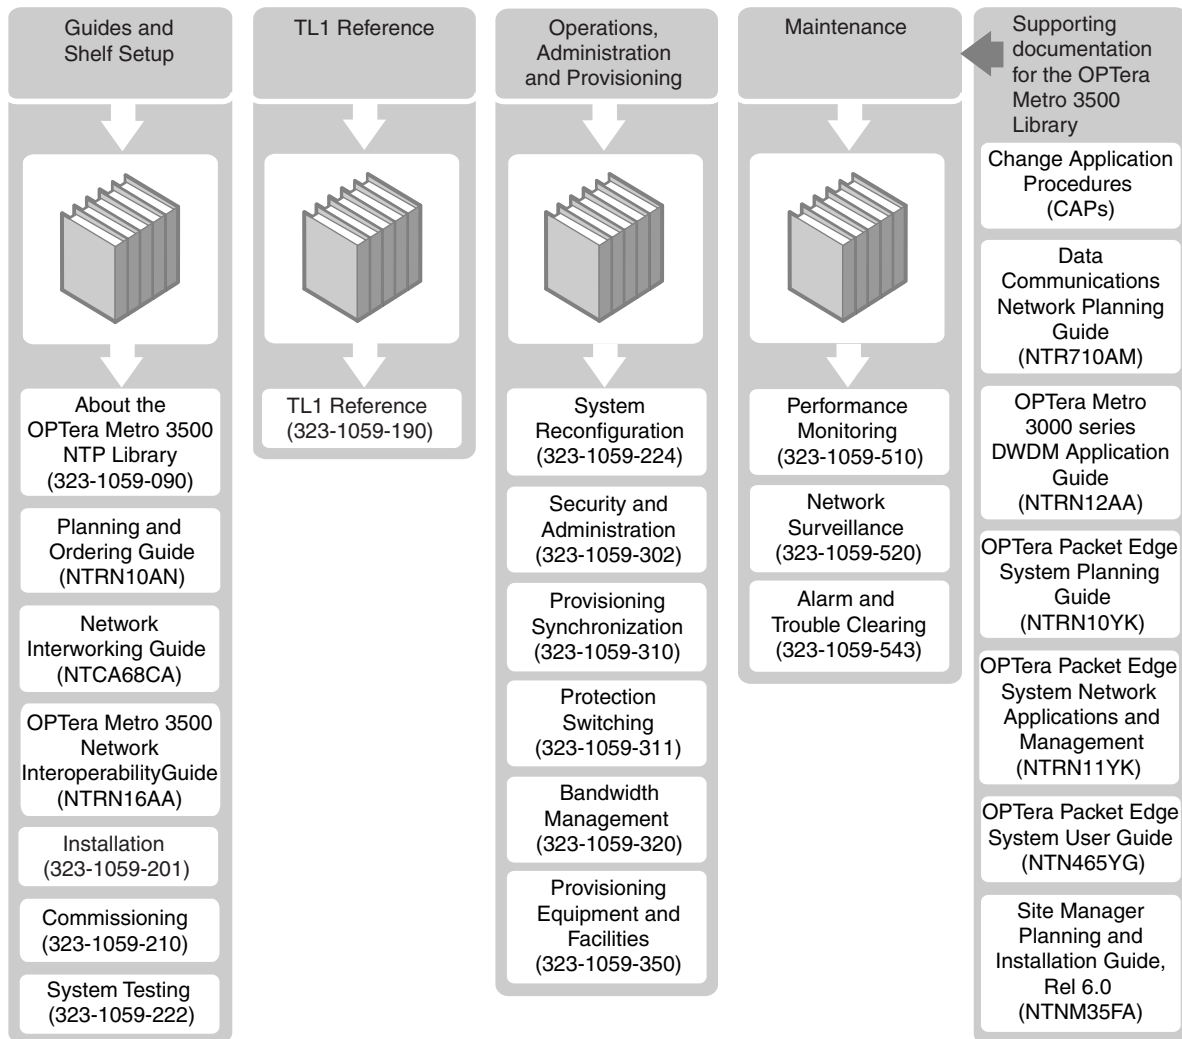 Guides and
Shelf Setup
About the
OPTera Metro 3500
NTP Library
(323-1059-090)
Planning and
Ordering Guide
(NTRN10AN)
Network
Interworking Guide
(NTCA68CA)
OPTera Metro 3500
Network
InteroperabilityGuide
(NTRN16AA)
Installation
(323-1059-201)
Commissioning
(323-1059-210)
System Testing
(323-1059-222)
TL1 Reference
TL1 Reference
(323-1059-190)
Operations,
Administration
and Provisioning
System
Reconfiguration
(323-1059-224)
Security and
Administration
(323-1059-302)
Provisioning
Synchronization
(323-1059-310)
Protection
Switching
(323-1059-311)
Bandwidth
Management
(323-1059-320)
Provisioning
Equipment and
Facilities
(323-1059-350)
Maintenance
Performance
Monitoring
(323-1059-510)
Network
Surveillance
(323-1059-520)
Alarm and
Trouble Clearing
(323-1059-543)
Supporting
documentation
for the OPTera
Metro 3500
Library
Change Application
Procedures
(CAPs)
Data
Communications
Network Planning
Guide
(NTR710AM)
OPTera Metro
3000 series
DWDM Application
Guide
(NTRN12AA)
OPTera Packet Edge
System Planning
Guide
(NTRN10YK)
OPTera Packet Edge
System Network
Applications and
Management
(NTRN11YK)
OPTera Packet Edge
System User Guide
(NTN465YG)
Site Manager
Planning and
Installation Guide,
Rel 6.0
(NTNM35FA)